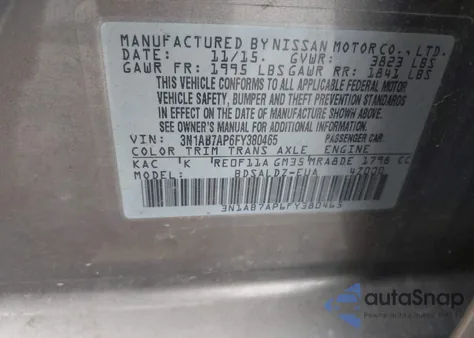 MANUFACTURED BY NISSAN MOTOR CO., LTD.
DATE: 11/15. GVWR: 3823 LBS
GAWR FR: 1995 LBS GAWR RR: 1841 LBS
THIS VEHICLE CONFORMS TO
ALL APPLICABLE FEDERAL MOTOR
VEHICLE SAFETY, BUMPER AND THEFT PREVENTION STANDARDS
IN EFFECT ON THE DATE OF MANUFACTURE SHOWN ABOVE.
SEE OWNER'S MANUAL FOR ADDITIONAL INFORMATION.
VIN: 3N1AB7AP6FY380465 PASSENGER CAR
COLOR TRIM TRANS AXLE ENGINE
KAC K RE0F11A GM35 MRA8DE 1798 CC
MODEL: BDSALDZ-EUA 47000
3N1AB7AP6FY380465
autoSnap